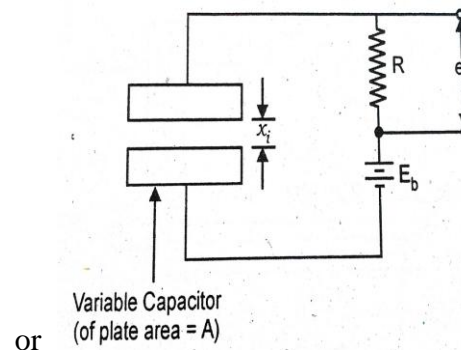 R
e
x_i
E_b
Variable Capacitor
or (of plate area = A)